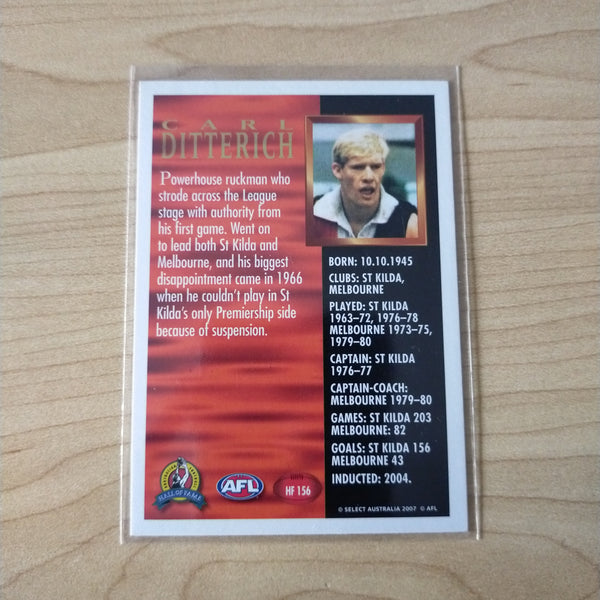 CARL
DITTERICH
Powerhouse ruckman who
strode across the League
stage with authority from
his first game. Went on
to lead both St Kilda and
Melbourne, and his biggest
disappointment came in 1966
when he couldn't play in St
Kilda's only Premiership side
because of suspension.
BORN: 10.10.1945
CLUBS: ST KILDA,
MELBOURNE
PLAYED: ST KILDA
1963–72, 1976–78
MELBOURNE 1973–75,
1979–80
CAPTAIN: ST KILDA
1976–77
CAPTAIN-COACH:
MELBOURNE 1979–80
GAMES: ST KILDA 203
MELBOURNE: 82
GOALS: ST KILDA 156
MELBOURNE 43
INDUCTED: 2004.
HALL OF FAME
AFL
HF 156
© SELECT AUSTRALIA 2007 © AFL